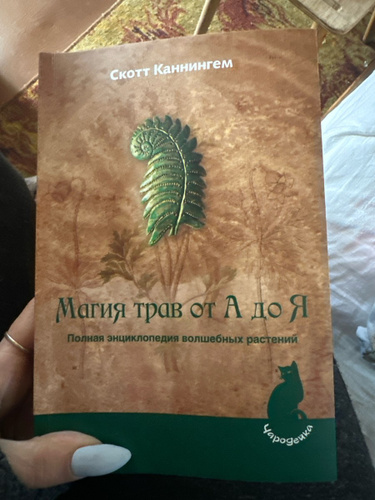 Скотт Каннингем
Магия трав от А до Я
Полная энциклопедия волшебных растений
Чародейка